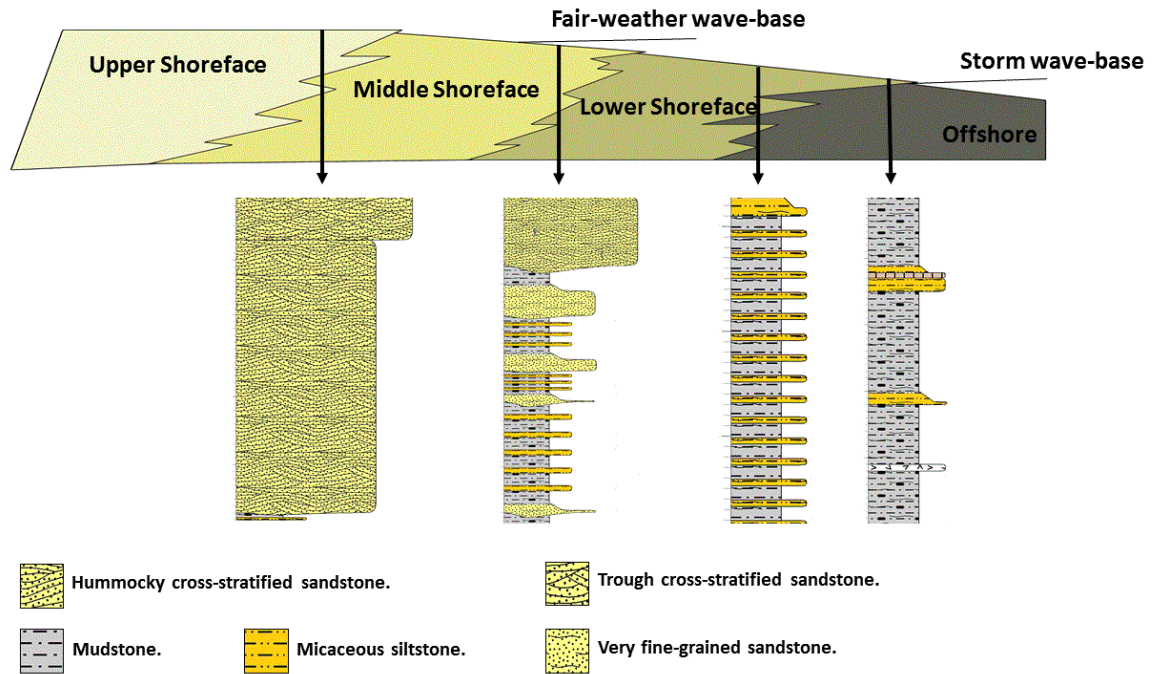 Fair-weather wave-base
Storm wave-base
Upper Shoreface
Middle Shoreface
Lower Shoreface
Offshore
Hummocky cross-stratified sandstone.
Trough cross-stratified sandstone.
Mudstone.
Micaceous siltstone.
Very fine-grained sandstone.